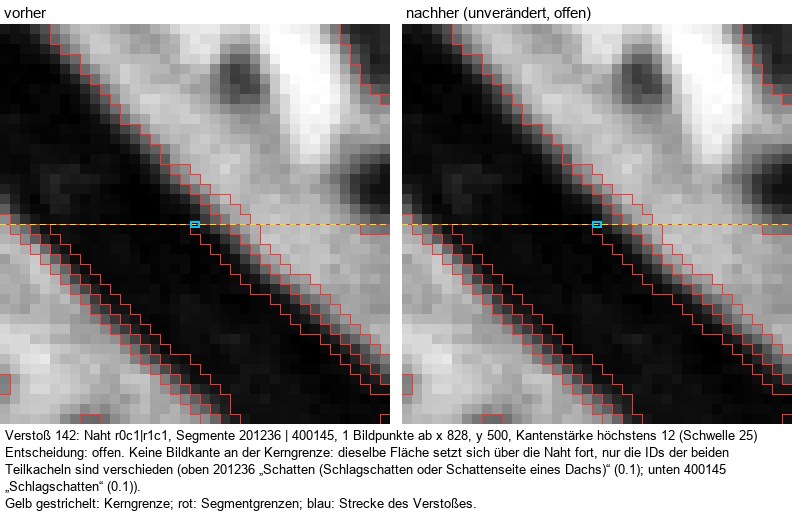 vorher
nachher (unverändert, offen)
Verstoß 142: Naht r0c1|r1c1, Segmente 201236 | 400145, 1 Bildpunkte ab x 828, y 500, Kantenstärke höchstens 12 (Schwelle 25)
Entscheidung: offen. Keine Bildkante an der Kerngrenze: dieselbe Fläche setzt sich über die Naht fort, nur die IDs der beiden
Teilkacheln sind verschieden (oben 201236 „Schatten (Schlagschatten oder Schattenseite eines Dachs)“ (0.1); unten 400145
„Schlagschatten“ (0.1)).
Gelb gestrichelt: Kerngrenze; rot: Segmentgrenzen; blau: Strecke des Verstoßes.